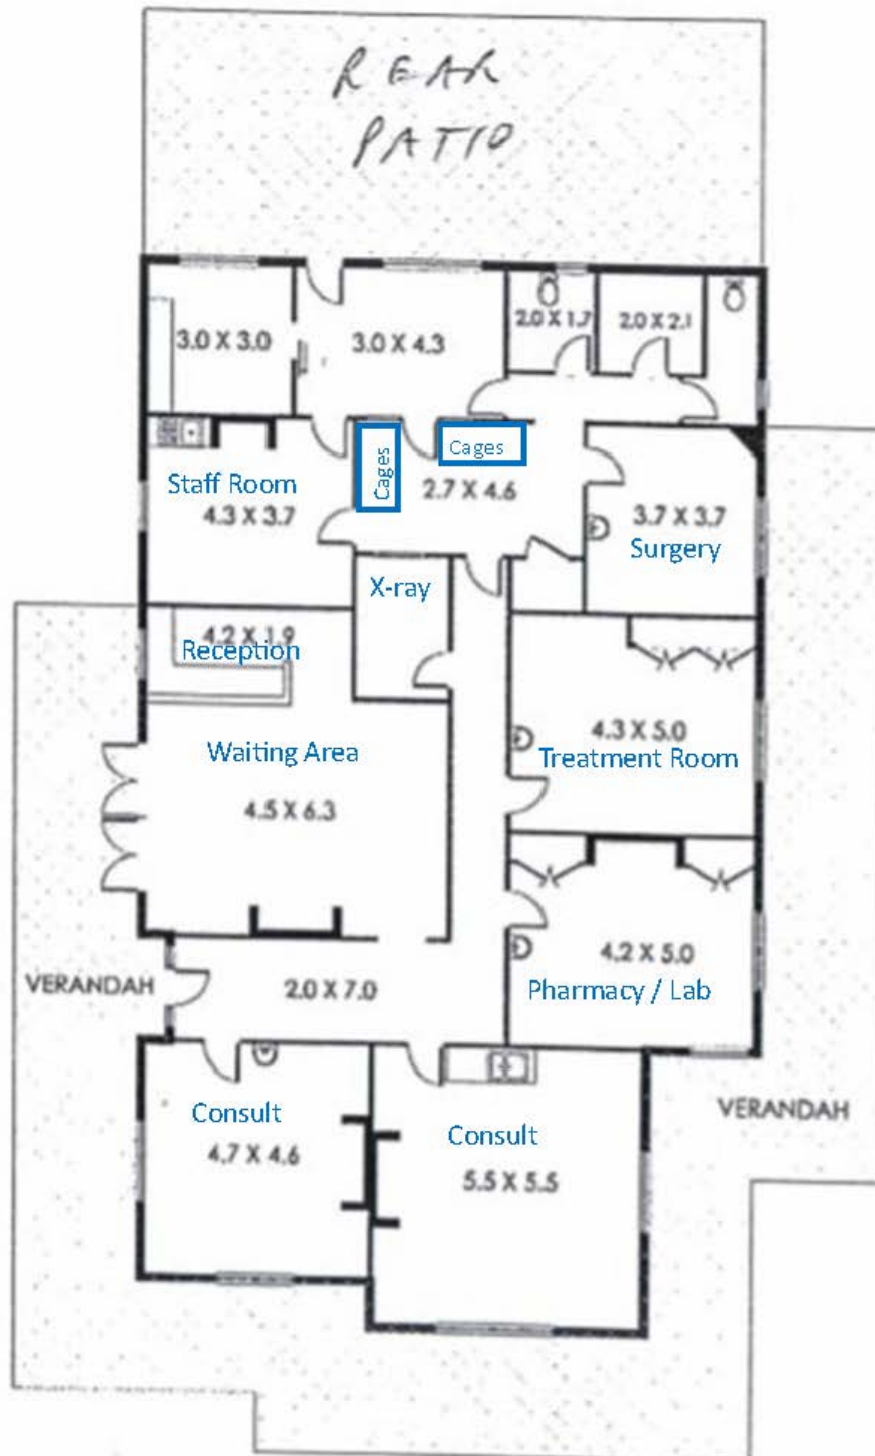 REAR
PATIO
3.0 X 3.0
3.0 X 4.3
2.0 X 1.7
2.0 X 2.1
Cages
Cages
Staff Room
4.3 X 3.7
2.7 X 4.6
3.7 X 3.7
Surgery
X-ray
4.2 X 1.9
Reception
Waiting Area
4.5 X 6.3
4.3 X 5.0
Treatment Room
4.2 X 5.0
Pharmacy / Lab
VERANDAH
2.0 X 7.0
Consult
4.7 X 4.6
Consult
5.5 X 5.5
VERANDAH